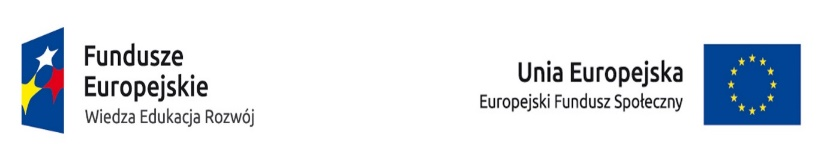 Fundusze
Europejskie
Wiedza Edukacja Rozwój
Unia Europejska
Europejski Fundusz Społeczny